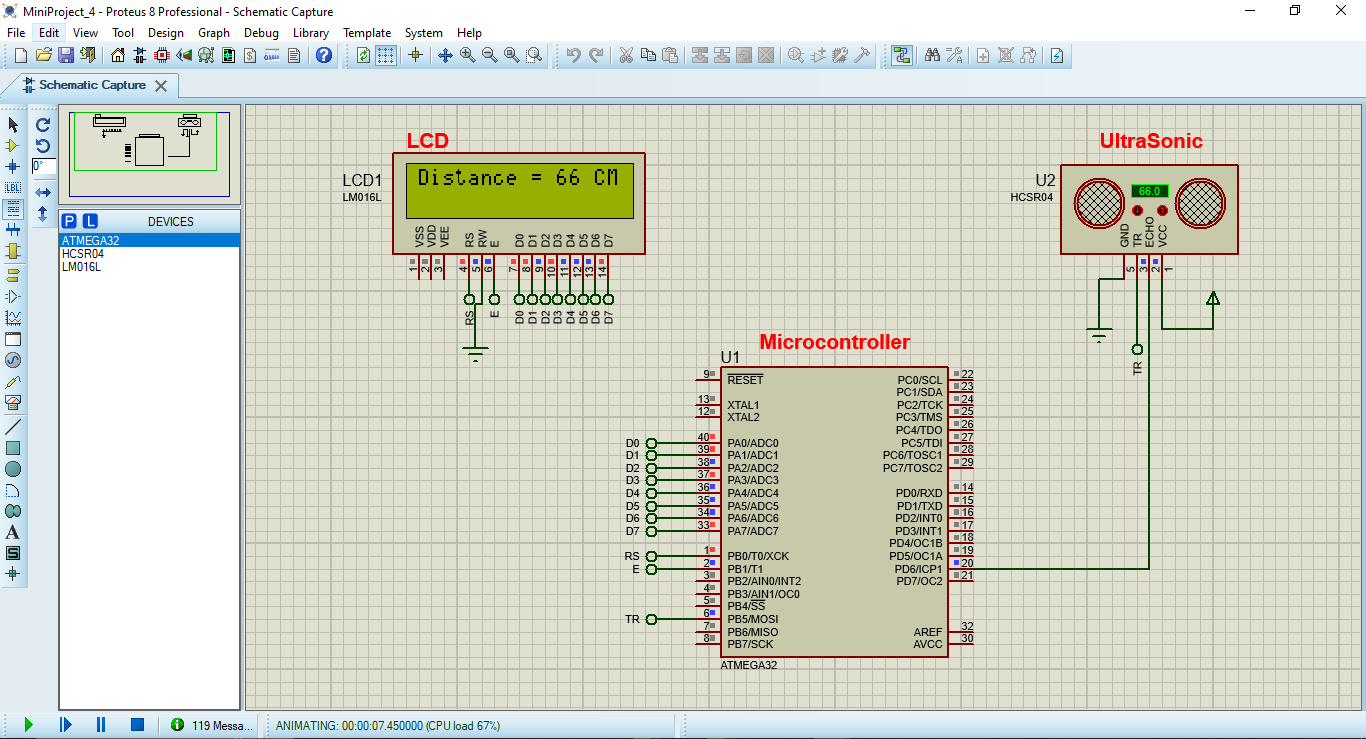 MiniProject_4 - Proteus 8 Professional - Schematic Capture
File Edit View Tool Design Graph Debug Library Template System Help
Schematic Capture
0°
LBL
P L DEVICES
ATMEGA32
HCSR04
LM016L
A
S
LCD
LCD1
LM016L
Distance = 66 CM
VSS VDD VEE RS RW E D0 D1 D2 D3 D4 D5 D6 D7
1 2 3 4 5 6 7 8 9 10 11 12 13 14
RS E D0 D1 D2 D3 D4 D5 D6 D7
UltraSonic
U2
HCSR04
66.0
GND TR ECHO VCC
5 3 2 1
TR
Microcontroller
U1
9 RESET PC0/SCL 22
PC1/SDA 23
13 XTAL1 PC2/TCK 24
12 XTAL2 PC3/TMS 25
PC4/TDO 26
D0 40 PA0/ADC0 PC5/TDI 27
D1 39 PA1/ADC1 PC6/TOSC1 28
D2 38 PA2/ADC2 PC7/TOSC2 29
D3 37 PA3/ADC3
D4 36 PA4/ADC4 PD0/RXD 14
D5 35 PA5/ADC5 PD1/TXD 15
D6 34 PA6/ADC6 PD2/INT0 16
D7 33 PA7/ADC7 PD3/INT1 17
PD4/OC1B 18
RS 1 PB0/T0/XCK PD5/OC1A 19
E 2 PB1/T1 PD6/ICP1 20
3 PB2/AIN0/INT2 PD7/OC2 21
4 PB3/AIN1/OC0
5 PB4/SS
TR 6 PB5/MOSI
7 PB6/MISO AREF 32
8 PB7/SCK AVCC 30
ATMEGA32
119 Messa... ANIMATING: 00:00:07.450000 (CPU load 67%)